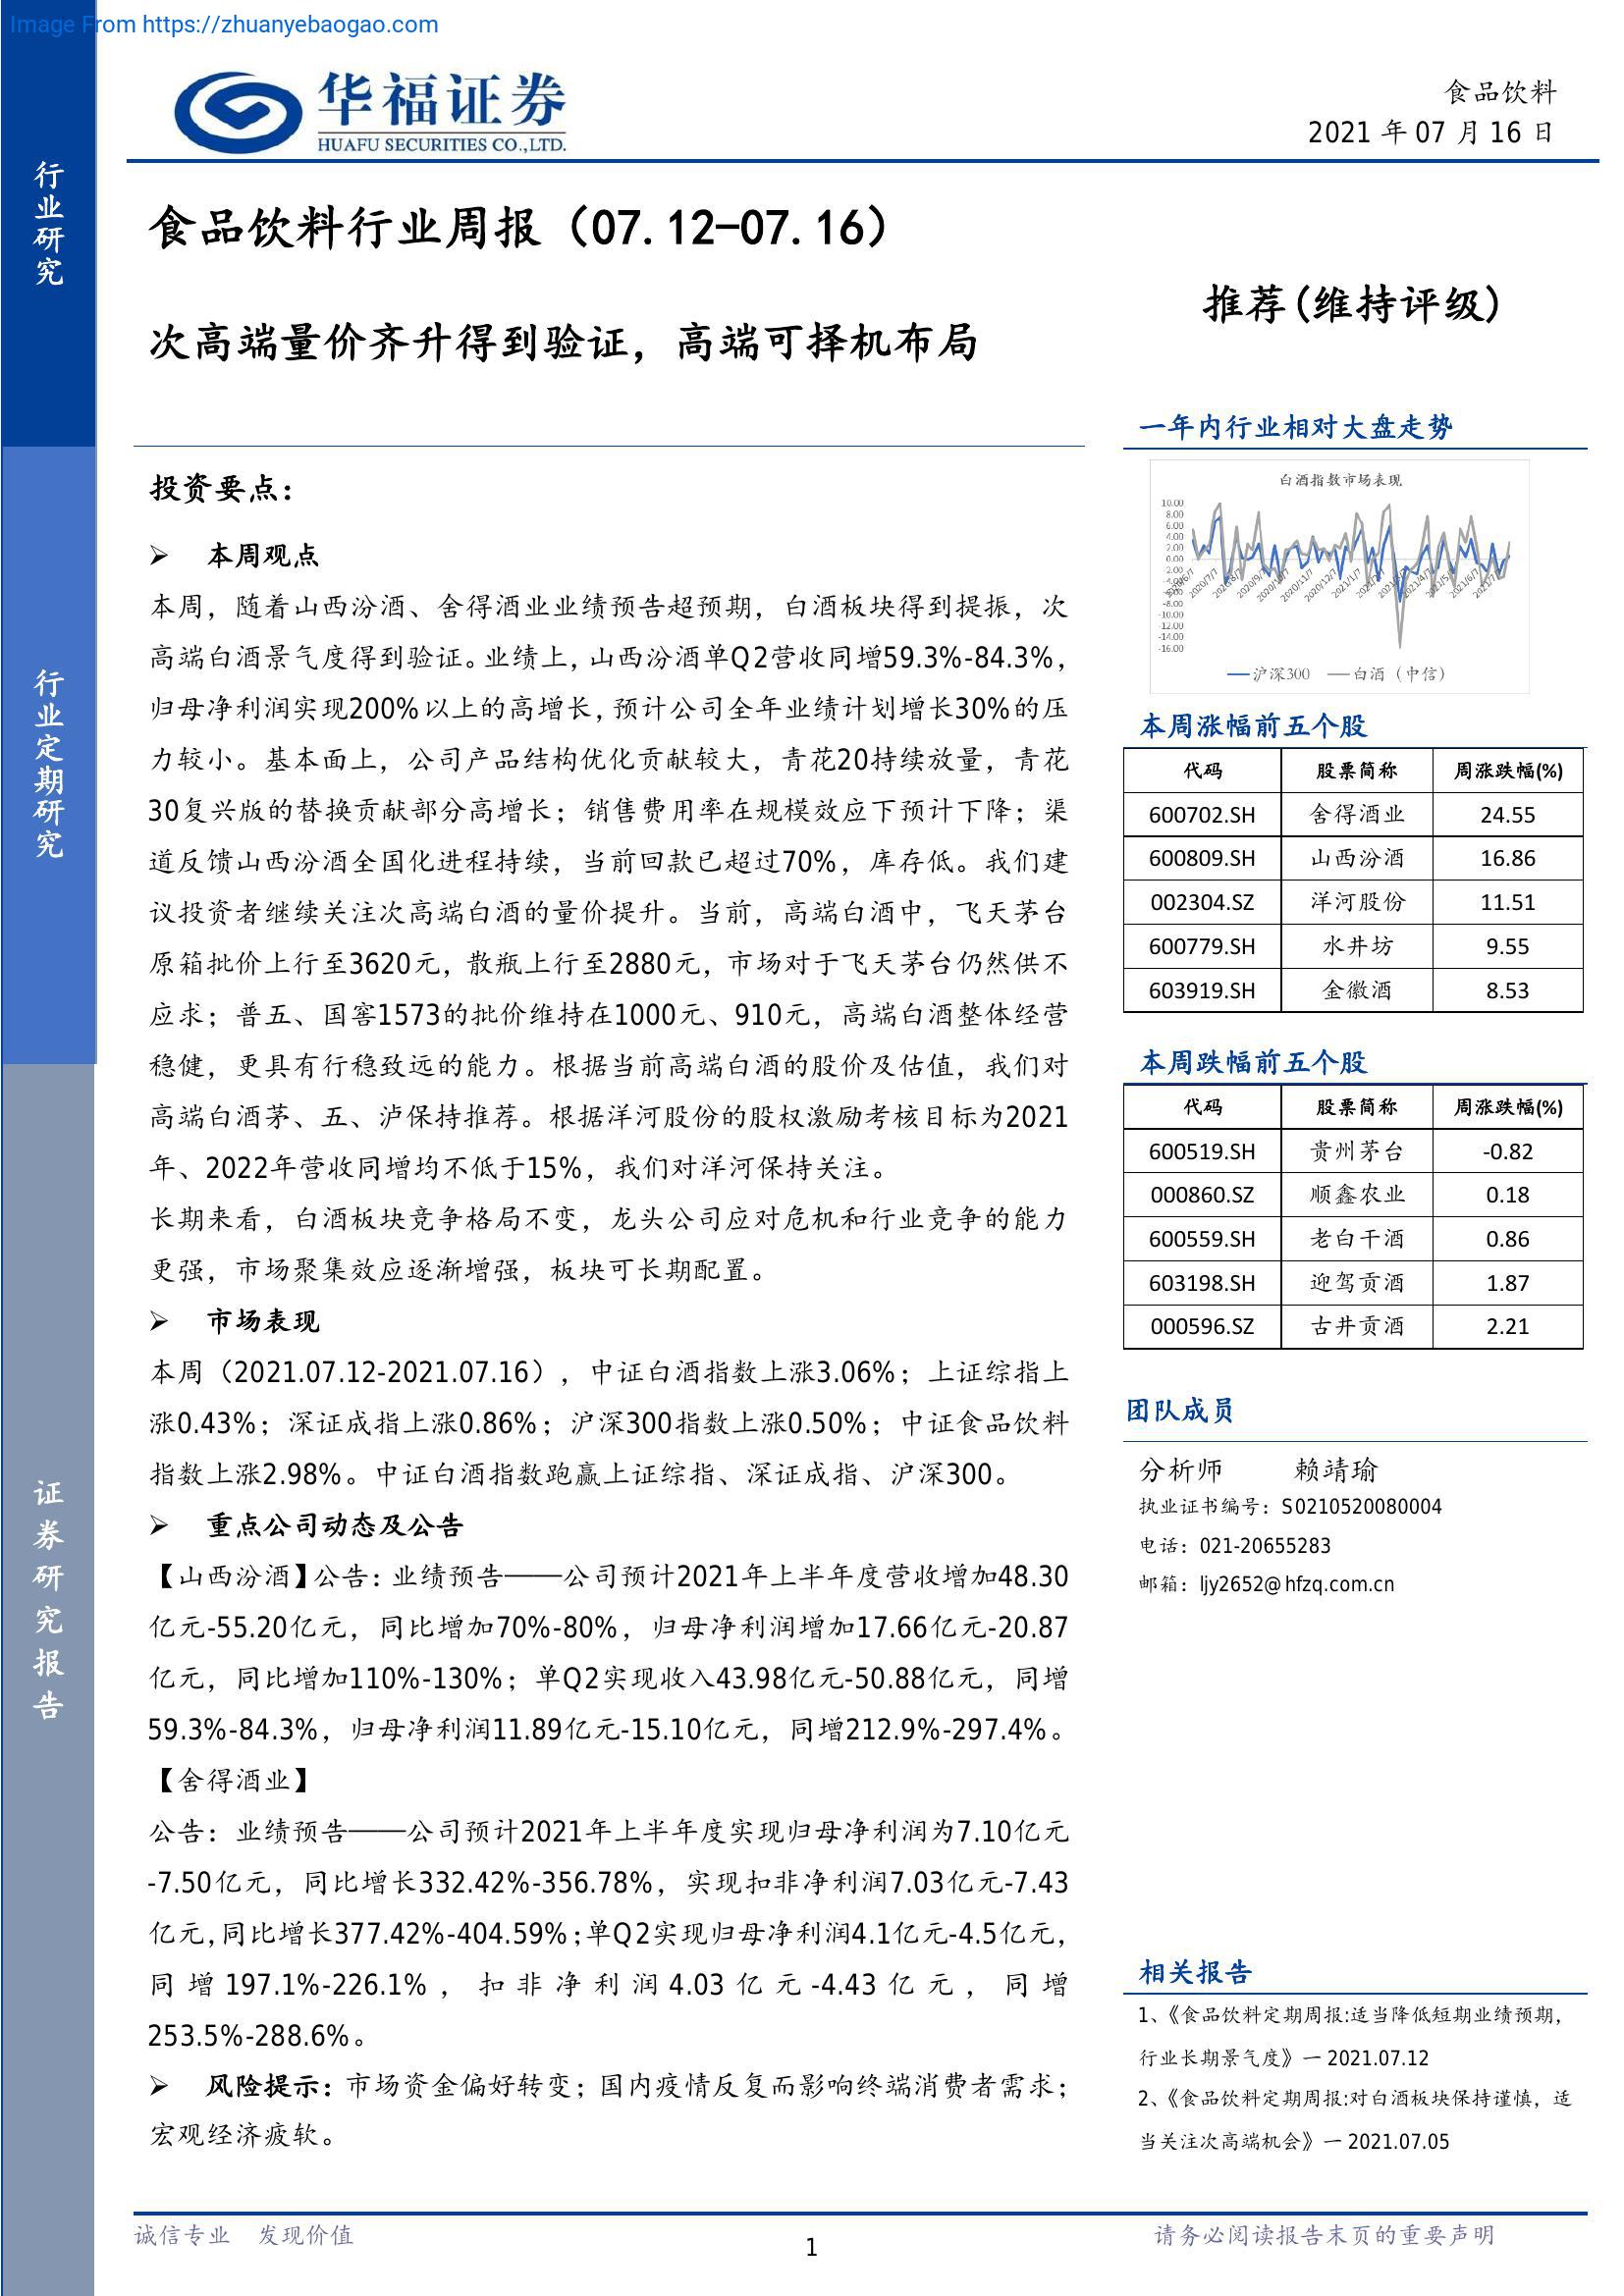 Image From https://zhuanyebaogao.com
华福证券
HUAFU SECURITIES CO.,LTD.
食品饮料
2021 年 07 月 16 日
行业研究
行业定期研究
证券研究报告
食品饮料行业周报（07.12-07.16）
次高端量价齐升得到验证，高端可择机布局
推荐(维持评级)
投资要点：
➢ 本周观点
本周，随着山西汾酒、舍得酒业业绩预告超预期，白酒板块得到提振，次
高端白酒景气度得到验证。业绩上，山西汾酒单Q2营收同增59.3%-84.3%，
归母净利润实现200%以上的高增长，预计公司全年业绩计划增长30%的压
力较小。基本面上，公司产品结构优化贡献较大，青花20持续放量，青花
30复兴版的替换贡献部分高增长；销售费用率在规模效应下预计下降；渠
道反馈山西汾酒全国化进程持续，当前回款已超过70%，库存低。我们建
议投资者继续关注次高端白酒的量价提升。当前，高端白酒中，飞天茅台
原箱批价上行至3620元，散瓶上行至2880元，市场对于飞天茅台仍然供不
应求；普五、国窖1573的批价维持在1000元、910元，高端白酒整体经营
稳健，更具有行稳致远的能力。根据当前高端白酒的股价及估值，我们对
高端白酒茅、五、泸保持推荐。根据洋河股份的股权激励考核目标为2021
年、2022年营收同增均不低于15%，我们对洋河保持关注。
长期来看，白酒板块竞争格局不变，龙头公司应对危机和行业竞争的能力
更强，市场聚集效应逐渐增强，板块可长期配置。
➢ 市场表现
本周（2021.07.12-2021.07.16），中证白酒指数上涨3.06%；上证综指上
涨0.43%；深证成指上涨0.86%；沪深300指数上涨0.50%；中证食品饮料
指数上涨2.98%。中证白酒指数跑赢上证综指、深证成指、沪深300。
➢ 重点公司动态及公告
【山西汾酒】公告：业绩预告——公司预计2021年上半年度营收增加48.30
亿元-55.20亿元，同比增加70%-80%，归母净利润增加17.66亿元-20.87
亿元，同比增加110%-130%；单Q2实现收入43.98亿元-50.88亿元，同增
59.3%-84.3%，归母净利润11.89亿元-15.10亿元，同增212.9%-297.4%。
【舍得酒业】
公告：业绩预告——公司预计2021年上半年度实现归母净利润为7.10亿元
-7.50亿元，同比增长332.42%-356.78%，实现扣非净利润7.03亿元-7.43
亿元，同比增长377.42%-404.59%；单Q2实现归母净利润4.1亿元-4.5亿元，
同增197.1%-226.1%，扣非净利润4.03亿元-4.43亿元，同增
253.5%-288.6%。
➢ 风险提示：市场资金偏好转变；国内疫情反复而影响终端消费者需求；
宏观经济疲软。
一年内行业相对大盘走势
白酒指数市场表现
10.00
8.00
6.00
4.00
2.00
0.00
-2.00
-8.00
-10.00
-12.00
-14.00
-16.00
沪深300 白酒（中信）
本周涨幅前五个股
代码 股票简称 周涨跌幅(%)
600702.SH 舍得酒业 24.55
600809.SH 山西汾酒 16.86
002304.SZ 洋河股份 11.51
600779.SH 水井坊 9.55
603919.SH 金徽酒 8.53
本周跌幅前五个股
代码 股票简称 周涨跌幅(%)
600519.SH 贵州茅台 -0.82
000860.SZ 顺鑫农业 0.18
600559.SH 老白干酒 0.86
603198.SH 迎驾贡酒 1.87
000596.SZ 古井贡酒 2.21
团队成员
分析师 赖靖瑜
执业证书编号：S0210520080004
电话：021-20655283
邮箱：ljy2652@hfzq.com.cn
相关报告
1、《食品饮料定期周报:适当降低短期业绩预期，
行业长期景气度》一 2021.07.12
2、《食品饮料定期周报:对白酒板块保持谨慎，适
当关注次高端机会》一 2021.07.05
诚信专业 发现价值
1
请务必阅读报告末页的重要声明